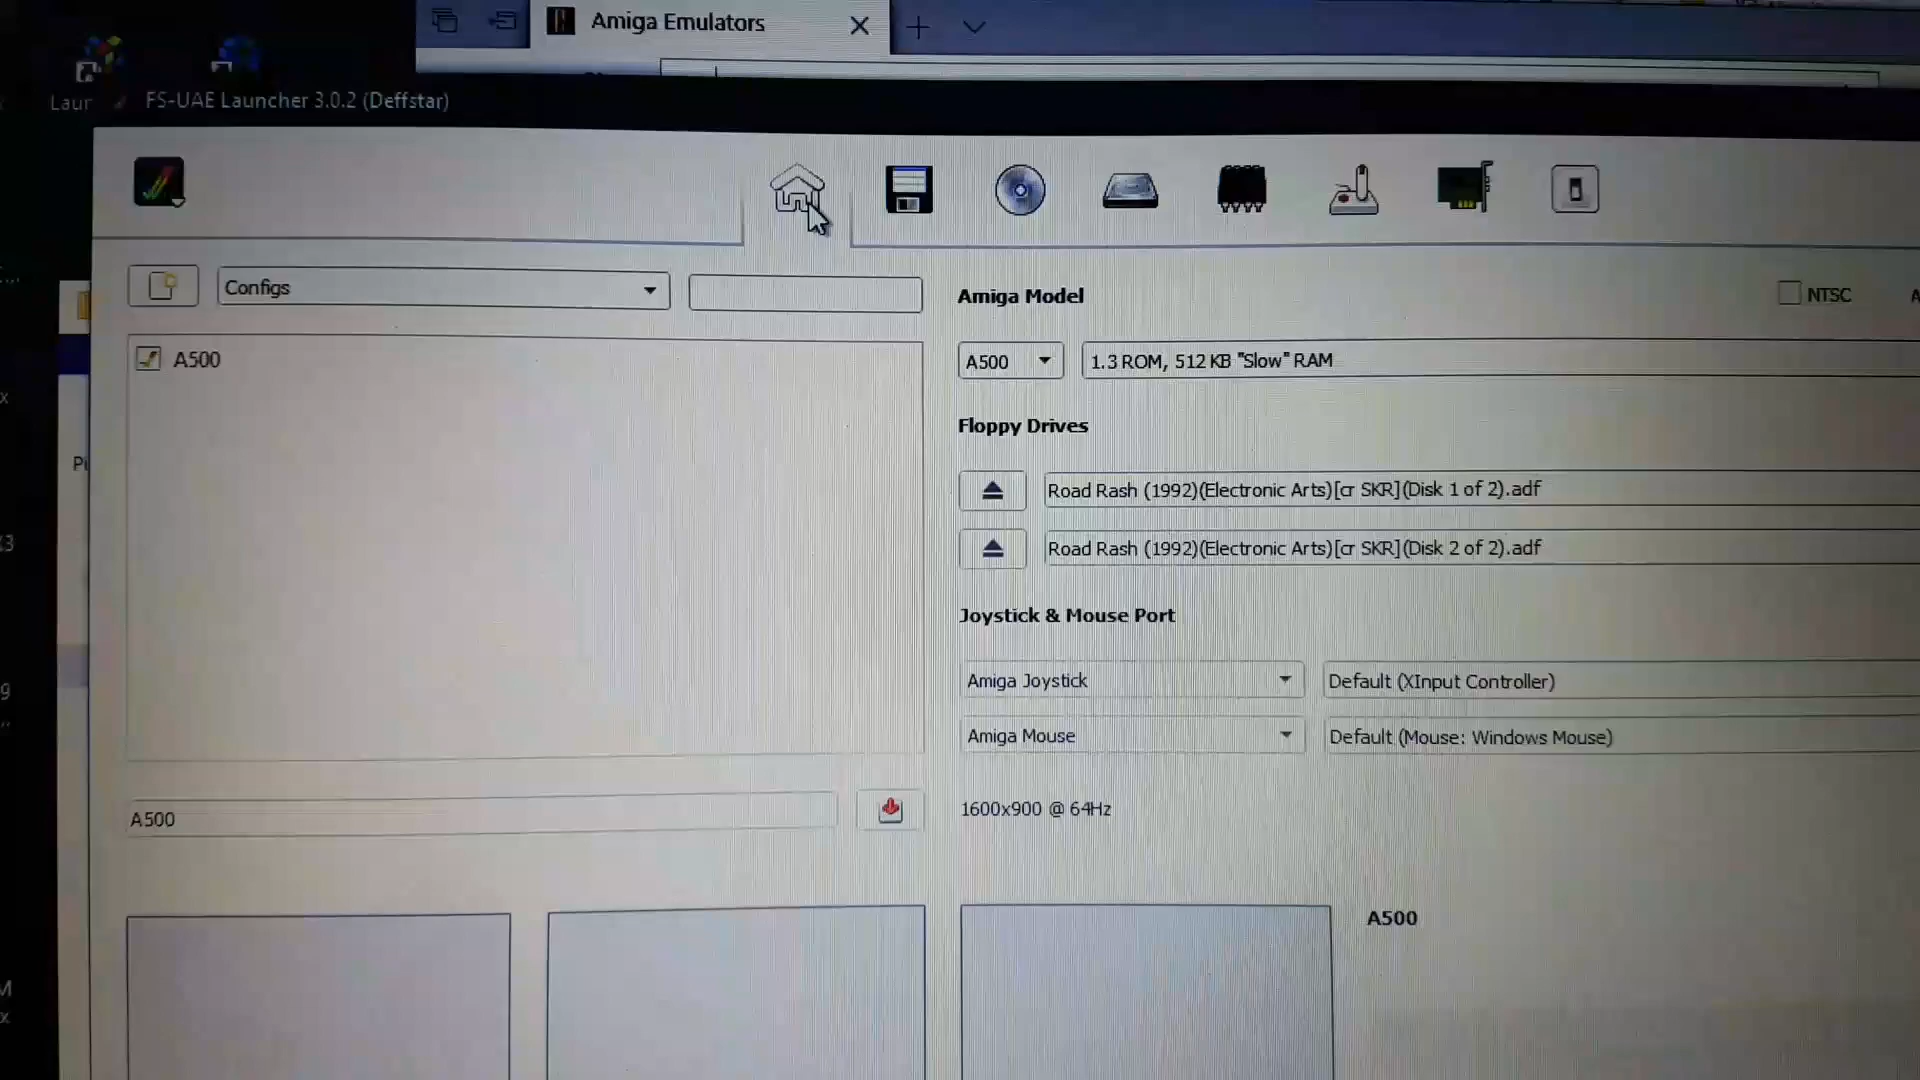 Amiga Emulators
Laur
FS-UAE Launcher 3.0.2 (Deffstar)
Configs
Amiga Model
NTSC
A500
A500
1.3 ROM, 512 KB "Slow" RAM
Floppy Drives
Road Rash (1992)(Electronic Arts)[cr SKR](Disk 1 of 2).adf
Road Rash (1992)(Electronic Arts)[cr SKR](Disk 2 of 2).adf
Joystick & Mouse Port
Amiga Joystick
Default (XInput Controller)
Amiga Mouse
Default (Mouse: Windows Mouse)
A500
1600x900 @ 64Hz
A500